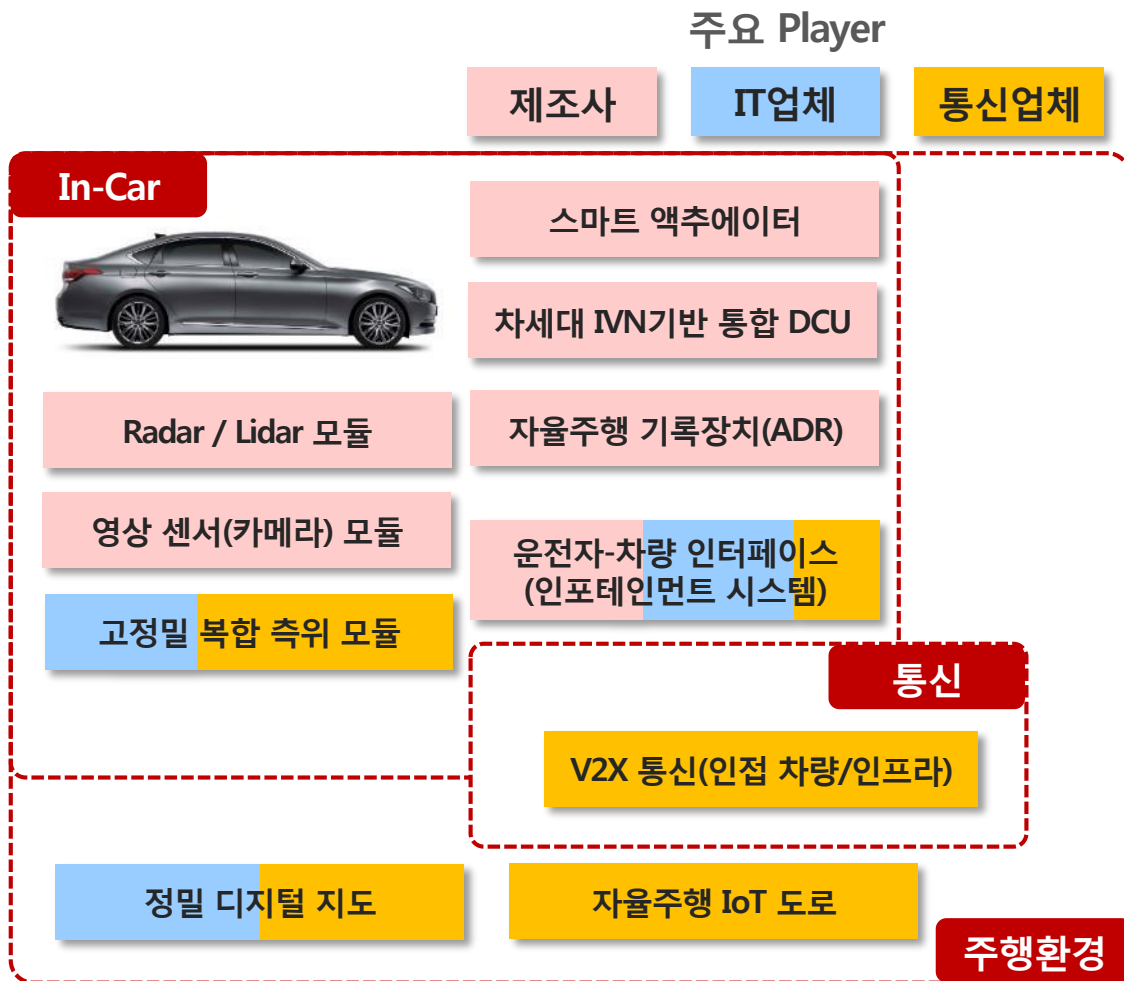 주요 Player
제조사
IT업체
통신업체
In-Car
스마트 액추에이터
차세대 IVN기반 통합 DCU
Radar / Lidar 모듈
자율주행 기록장치(ADR)
영상 센서(카메라) 모듈
운전자-차량 인터페이스
(인포테인먼트 시스템)
고정밀 복합 측위 모듈
통신
V2X 통신(인접 차량/인프라)
정밀 디지털 지도
자율주행 IoT 도로
주행환경